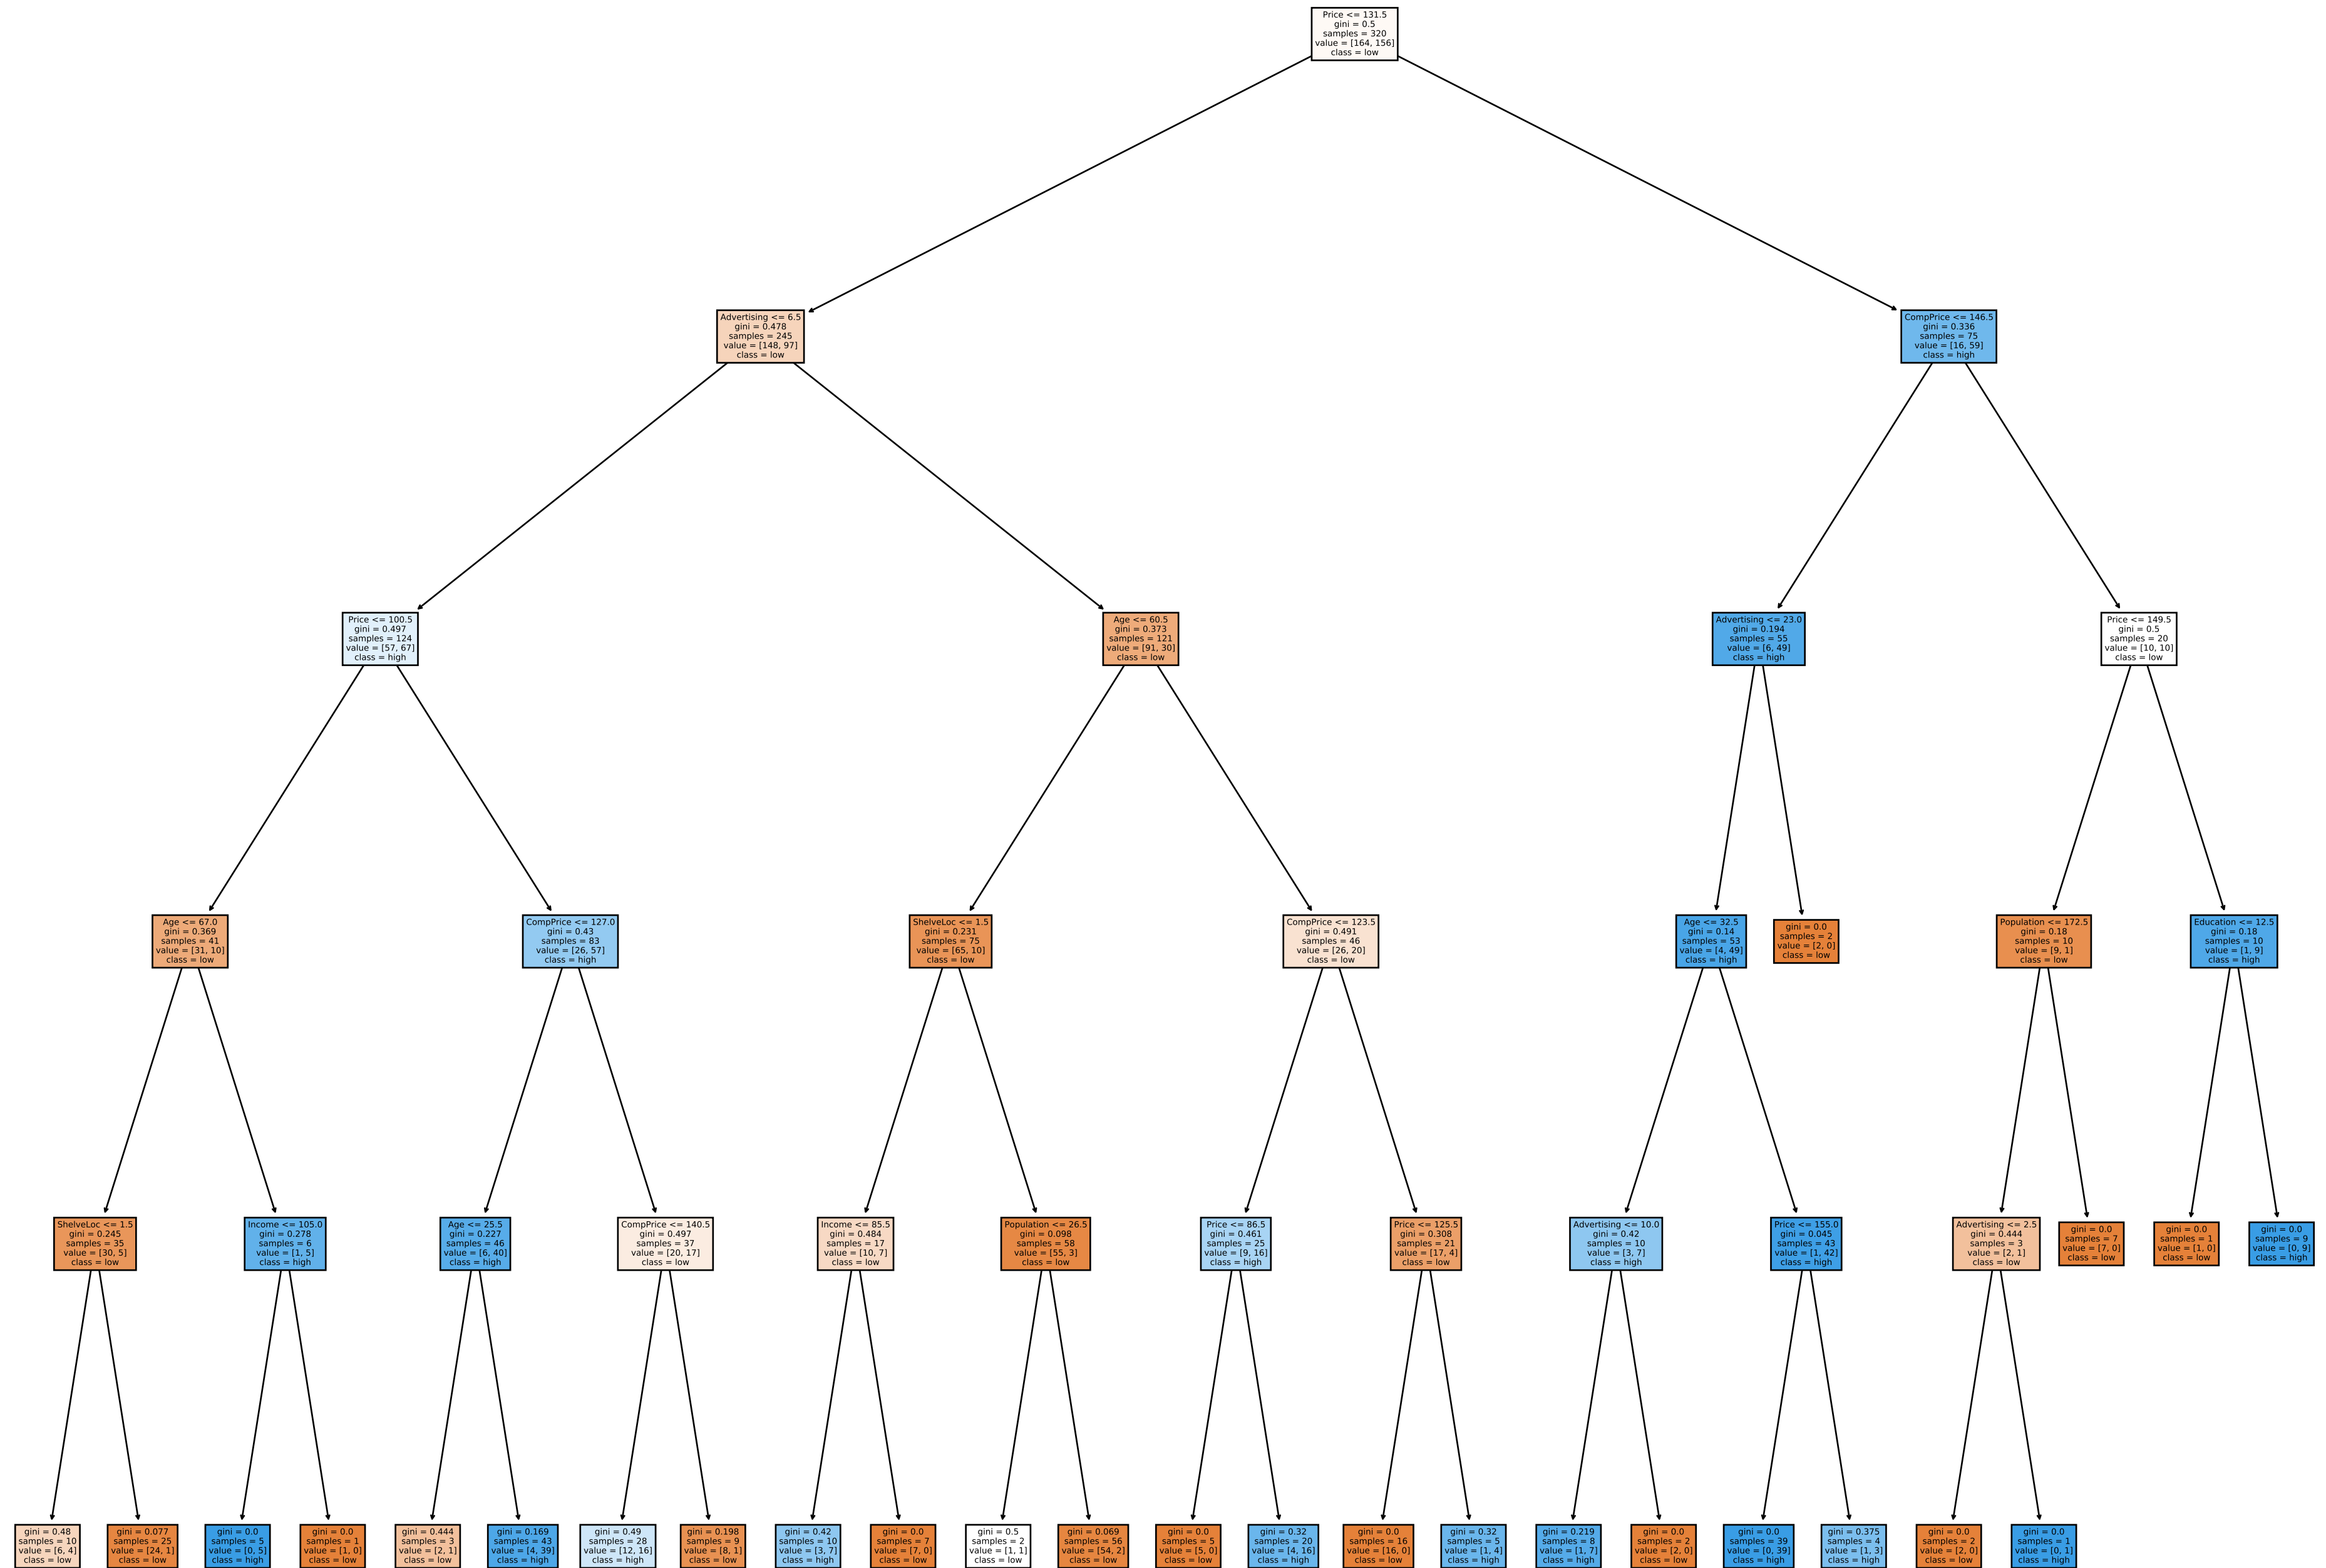 Price <= 131.5
gini = 0.5
samples = 320
value = [164, 156]
class = low
Advertising <= 6.5
gini = 0.478
samples = 245
value = [148, 97]
class = low
CompPrice <= 146.5
gini = 0.336
samples = 75
value = [16, 59]
class = high
Price <= 100.5
gini = 0.497
samples = 124
value = [57, 67]
class = high
Age <= 60.5
gini = 0.373
samples = 121
value = [91, 30]
class = low
Advertising <= 23.0
gini = 0.194
samples = 55
value = [6, 49]
class = high
Price <= 149.5
gini = 0.5
samples = 20
value = [10, 10]
class = low
Age <= 67.0
gini = 0.369
samples = 41
value = [31, 10]
class = low
CompPrice <= 127.0
gini = 0.43
samples = 83
value = [26, 57]
class = high
ShelveLoc <= 1.5
gini = 0.231
samples = 75
value = [65, 10]
class = low
CompPrice <= 123.5
gini = 0.491
samples = 46
value = [26, 20]
class = low
Age <= 32.5
gini = 0.14
samples = 53
value = [4, 49]
class = high
gini = 0.0
samples = 2
value = [2, 0]
class = low
Population <= 172.5
gini = 0.18
samples = 10
value = [9, 1]
class = low
Education <= 12.5
gini = 0.18
samples = 10
value = [1, 9]
class = high
ShelveLoc <= 1.5
gini = 0.245
samples = 35
value = [30, 5]
class = low
Income <= 105.0
gini = 0.278
samples = 6
value = [1, 5]
class = high
Age <= 25.5
gini = 0.227
samples = 46
value = [6, 40]
class = high
CompPrice <= 140.5
gini = 0.497
samples = 37
value = [20, 17]
class = low
Income <= 85.5
gini = 0.484
samples = 17
value = [10, 7]
class = low
Population <= 26.5
gini = 0.098
samples = 58
value = [55, 3]
class = low
Price <= 86.5
gini = 0.461
samples = 25
value = [9, 16]
class = high
Price <= 125.5
gini = 0.308
samples = 21
value = [17, 4]
class = low
Advertising <= 10.0
gini = 0.42
samples = 10
value = [3, 7]
class = high
Price <= 155.0
gini = 0.045
samples = 43
value = [1, 42]
class = high
Advertising <= 2.5
gini = 0.444
samples = 3
value = [2, 1]
class = low
gini = 0.0
samples = 7
value = [7, 0]
class = low
gini = 0.0
samples = 1
value = [1, 0]
class = low
gini = 0.0
samples = 9
value = [0, 9]
class = high
gini = 0.48
samples = 10
value = [6, 4]
class = low
gini = 0.077
samples = 25
value = [24, 1]
class = low
gini = 0.0
samples = 5
value = [0, 5]
class = high
gini = 0.0
samples = 1
value = [1, 0]
class = low
gini = 0.444
samples = 3
value = [2, 1]
class = low
gini = 0.169
samples = 43
value = [4, 39]
class = high
gini = 0.49
samples = 28
value = [12, 16]
class = high
gini = 0.198
samples = 9
value = [8, 1]
class = low
gini = 0.42
samples = 10
value = [3, 7]
class = high
gini = 0.0
samples = 7
value = [7, 0]
class = low
gini = 0.5
samples = 2
value = [1, 1]
class = low
gini = 0.069
samples = 56
value = [54, 2]
class = low
gini = 0.0
samples = 5
value = [5, 0]
class = low
gini = 0.32
samples = 20
value = [4, 16]
class = high
gini = 0.0
samples = 16
value = [16, 0]
class = low
gini = 0.32
samples = 5
value = [1, 4]
class = high
gini = 0.219
samples = 8
value = [1, 7]
class = high
gini = 0.0
samples = 2
value = [2, 0]
class = low
gini = 0.0
samples = 39
value = [0, 39]
class = high
gini = 0.375
samples = 4
value = [1, 3]
class = high
gini = 0.0
samples = 2
value = [2, 0]
class = low
gini = 0.0
samples = 1
value = [0, 1]
class = high